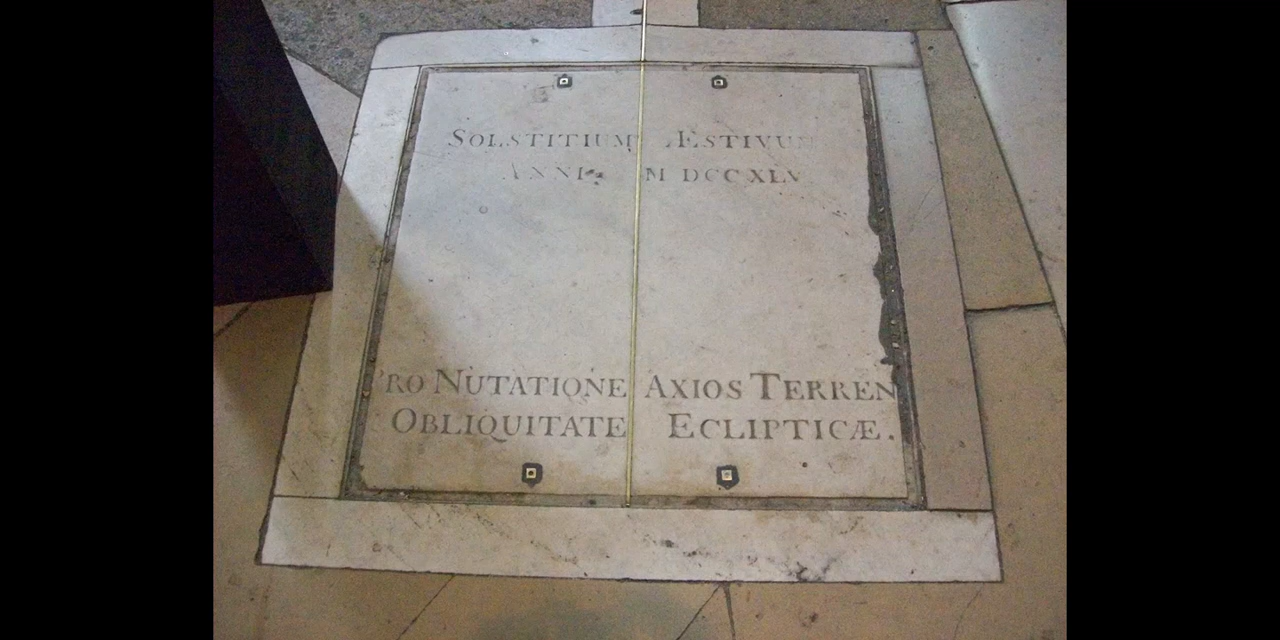 SOLSTITIUM ÆSTIVUM
ANNI M DCCXLV
PRO NUTATIONE AXIOS TERREN
OBLIQUITATE ECLIPTICÆ.